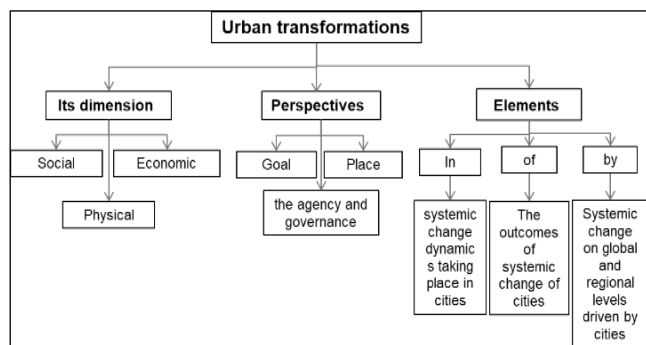 Urban transformations
Its dimension
Perspectives
Elements
Social
Economic
Physical
Goal
Place
the agency and
governance
In
of
by
systemic
change
dynamic
s taking
place in
cities
The
outcomes
of
systemic
change of
cities
Systemic
change
on global
and
regional
levels
driven by
cities